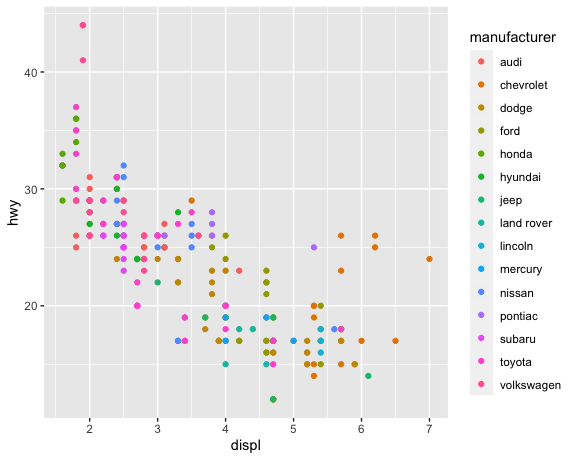 manufacturer
audi
chevrolet
dodge
ford
honda
hyundai
jeep
land rover
lincoln
mercury
nissan
pontiac
subaru
toyota
volkswagen
hwy
40
30
20
2 3 4 5 6 7
displ